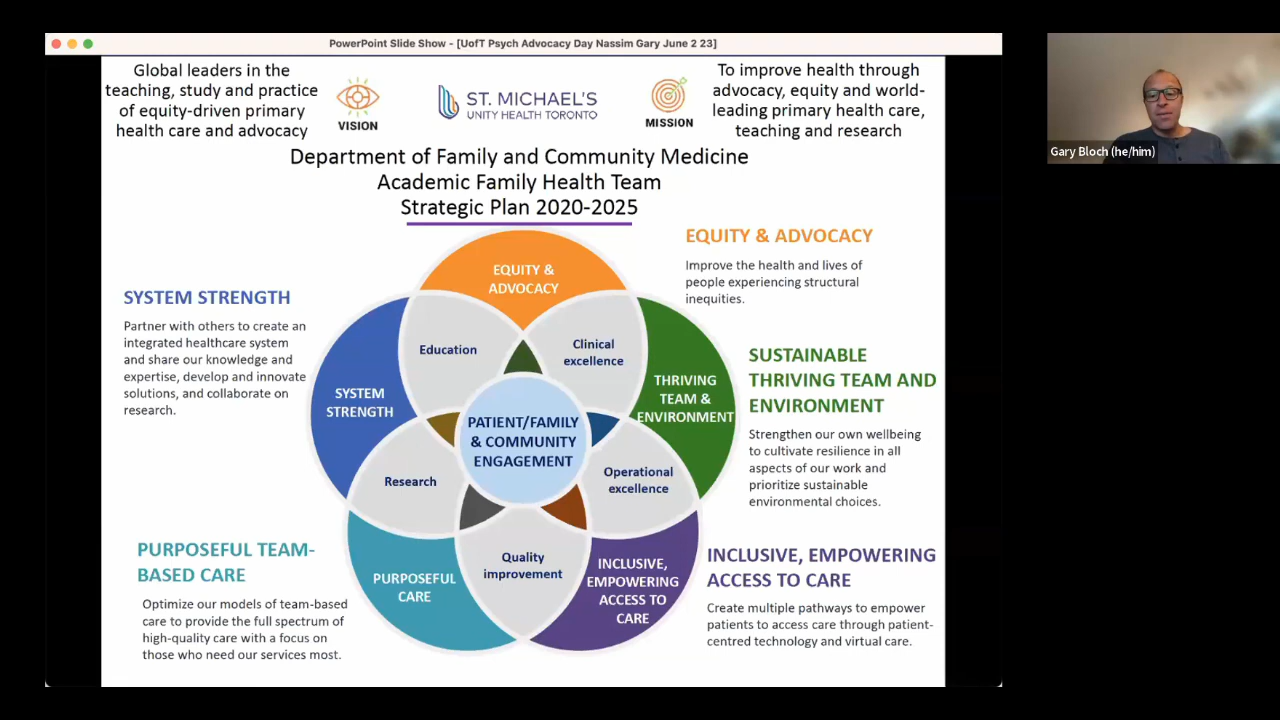 PowerPoint Slide Show - [UofT Psych Advocacy Day Nassim Gary June 2 23]
Global leaders in the
teaching, study and practice
of equity-driven primary
health care and advocacy
VISION
ST. MICHAEL'S
UNITY HEALTH TORONTO
MISSION
To improve health through
advocacy, equity and world-
leading primary health care,
teaching and research
Gary Bloch (he/him)
Department of Family and Community Medicine
Academic Family Health Team
Strategic Plan 2020-2025
EQUITY & ADVOCACY
Improve the health and lives of
people experiencing structural
inequities.
SYSTEM STRENGTH
Partner with others to create an
integrated healthcare system
and share our knowledge and
expertise, develop and innovate
solutions, and collaborate on
research.
EQUITY &
ADVOCACY
Education
Clinical
excellence
SYSTEM
STRENGTH
THRIVING
TEAM &
ENVIRONMENT
PATIENT/FAMILY
& COMMUNITY
ENGAGEMENT
Research
Operational
excellence
Quality
improvement
PURPOSEFUL
CARE
INCLUSIVE,
EMPOWERING
ACCESS TO
CARE
SUSTAINABLE
THRIVING TEAM AND
ENVIRONMENT
Strengthen our own wellbeing
to cultivate resilience in all
aspects of our work and
prioritize sustainable
environmental choices.
PURPOSEFUL TEAM-
BASED CARE
Optimize our models of team-based
care to provide the full spectrum of
high-quality care with a focus on
those who need our services most.
INCLUSIVE, EMPOWERING
ACCESS TO CARE
Create multiple pathways to empower
patients to access care through patient-
centred technology and virtual care.